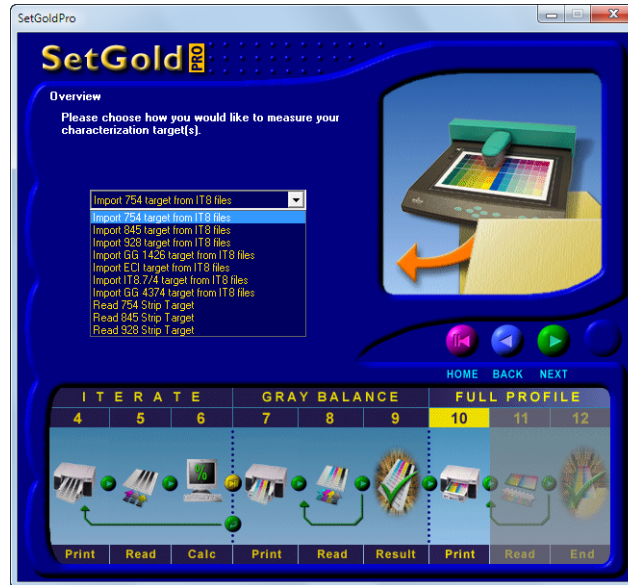 SetGoldPro
SetGold PRO
Overview
Please choose how you would like to measure your
characterization target(s).
Import 754 target from IT8 files
Import 754 target from IT8 files
Import 845 target from IT8 files
Import 928 target from IT8 files
Import GG 1426 target from IT8 files
Import ECI target from IT8 files
Import IT8.7/4 target from IT8 files
Import GG 4374 target from IT8 files
Read 754 Strip Target
Read 845 Strip Target
Read 928 Strip Target
HOME BACK NEXT
ITERATE GRAY BALANCE FULL PROFILE
4 5 6 7 8 9 10 11 12
%
Print Read Calc Print Read Result Print Read End